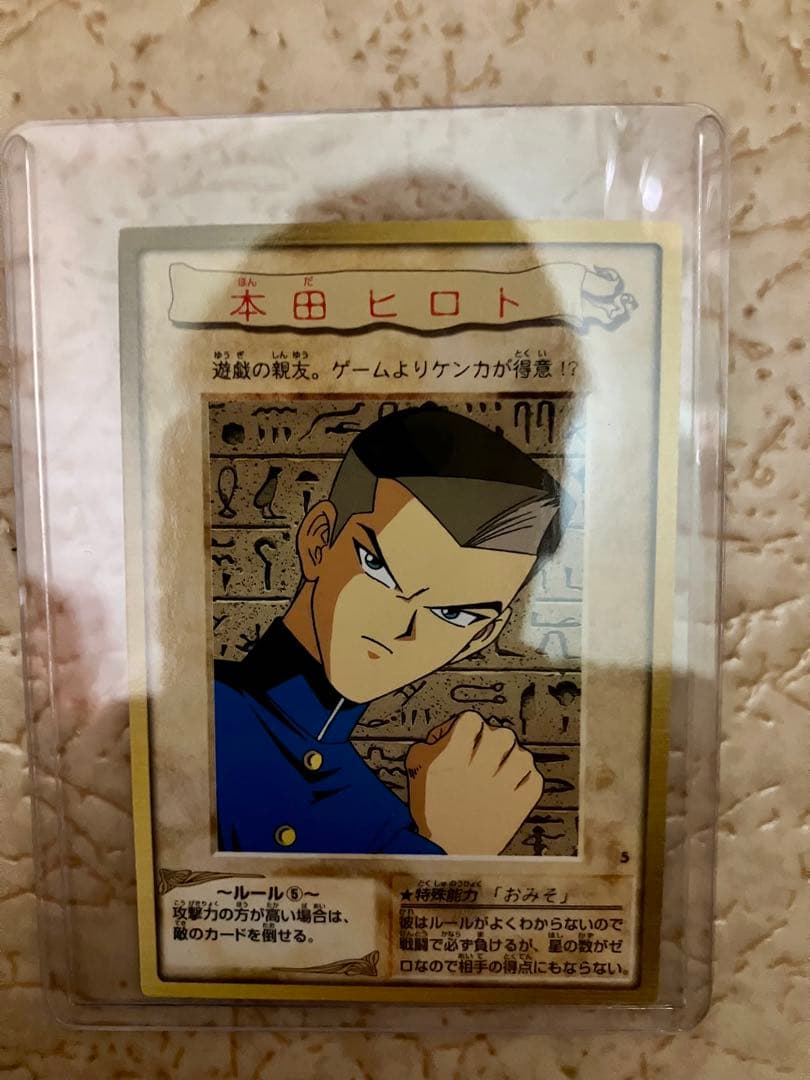 本田ヒロト
遊戯の親友。ゲームよりケンカが得意!?
5
～ルール⑤～
攻撃力の方が高い場合は、
敵のカードを倒せる。
★特殊能力 「おみそ」
彼はルールがよくわからないので
戦闘で必ず負けるが、星の数がゼ
ロなので相手の得点にもならない。